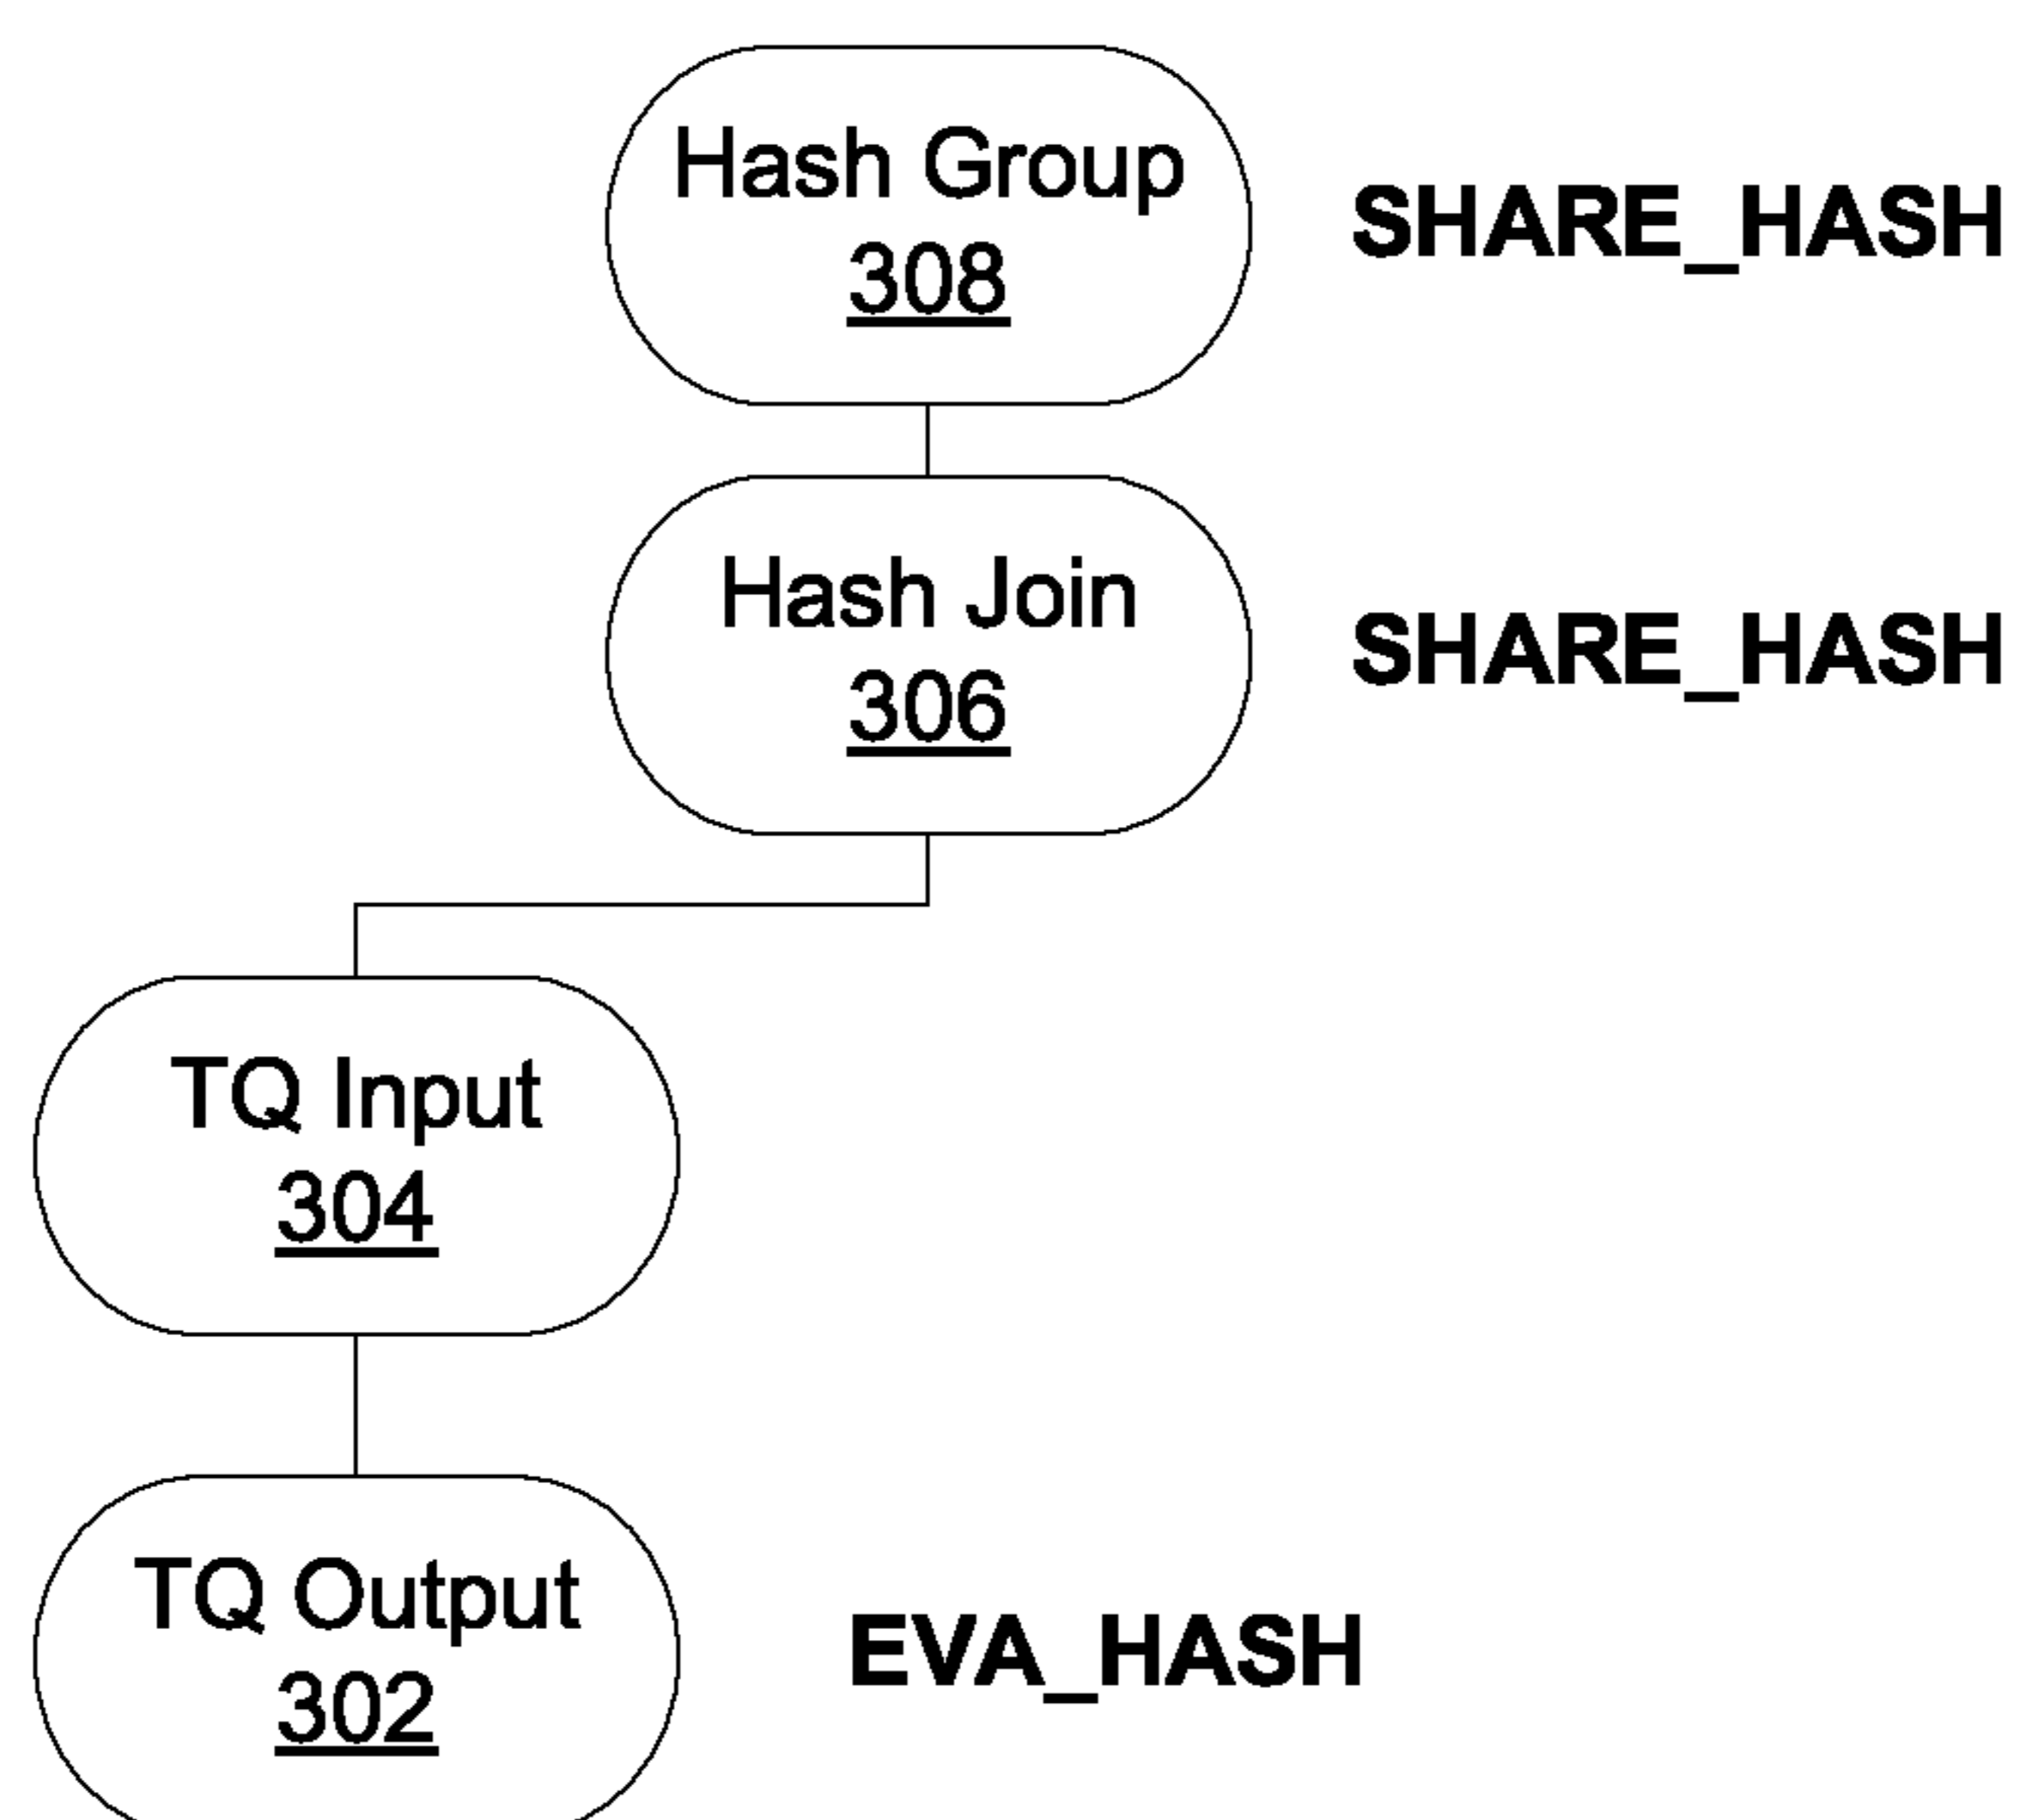 Hash Group
308
SHARE_HASH
Hash Join
306
SHARE_HASH
TQ Input
304
TQ Output
302
EVA_HASH